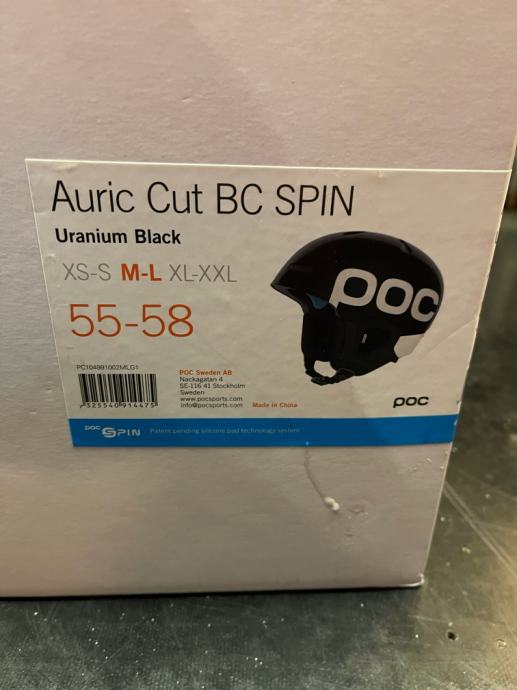 Auric Cut BC SPIN
Uranium Black
XS-S M-L XL-XXL
55-58
poc
PC104991002MLG1
7325540914475
POC Sweden AB
Nackagatan 4
SE-116 41 Stockholm
Sweden
www.pocsports.com
info@pocsports.com Made in China
poc
poc SPIN Patent pending silicone pad technology system